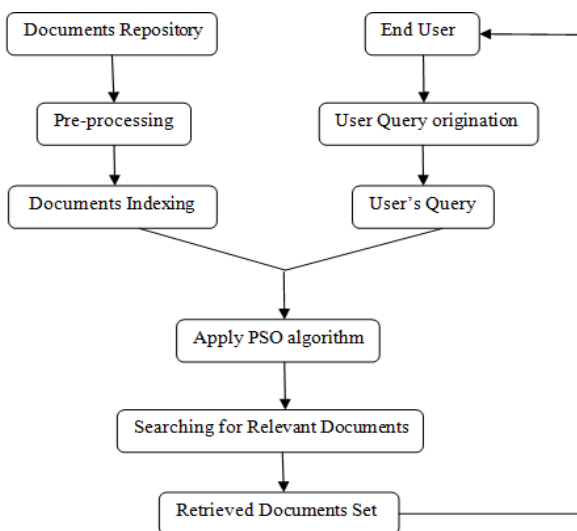 Documents Repository
End User
Pre-processing
User Query origination
Documents Indexing
User’s Query
Apply PSO algorithm
Searching for Relevant Documents
Retrieved Documents Set